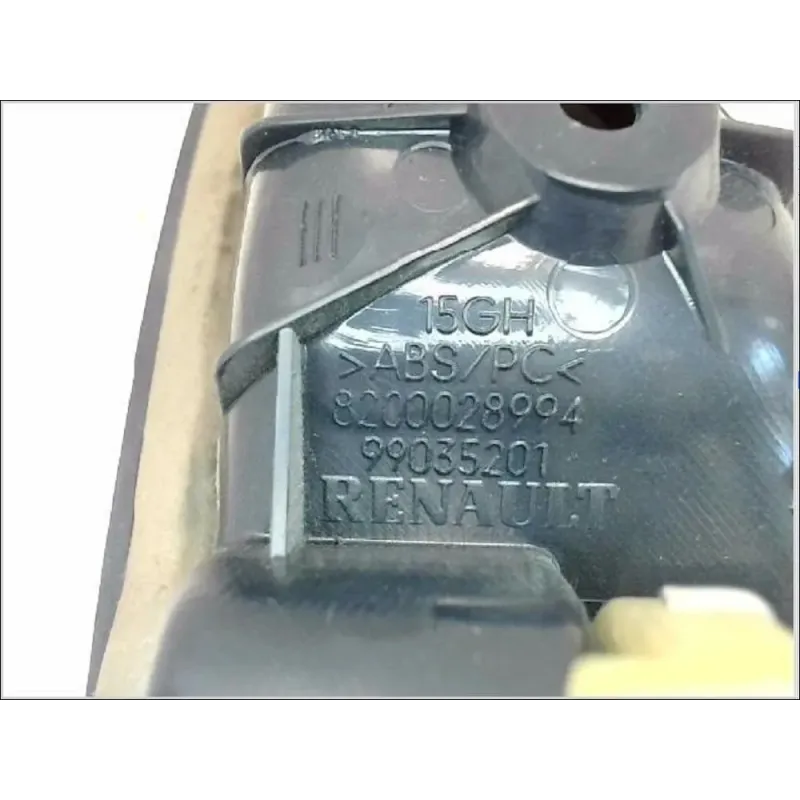 15GH
>ABS/PC<
8200028994
99035201
RENAULT